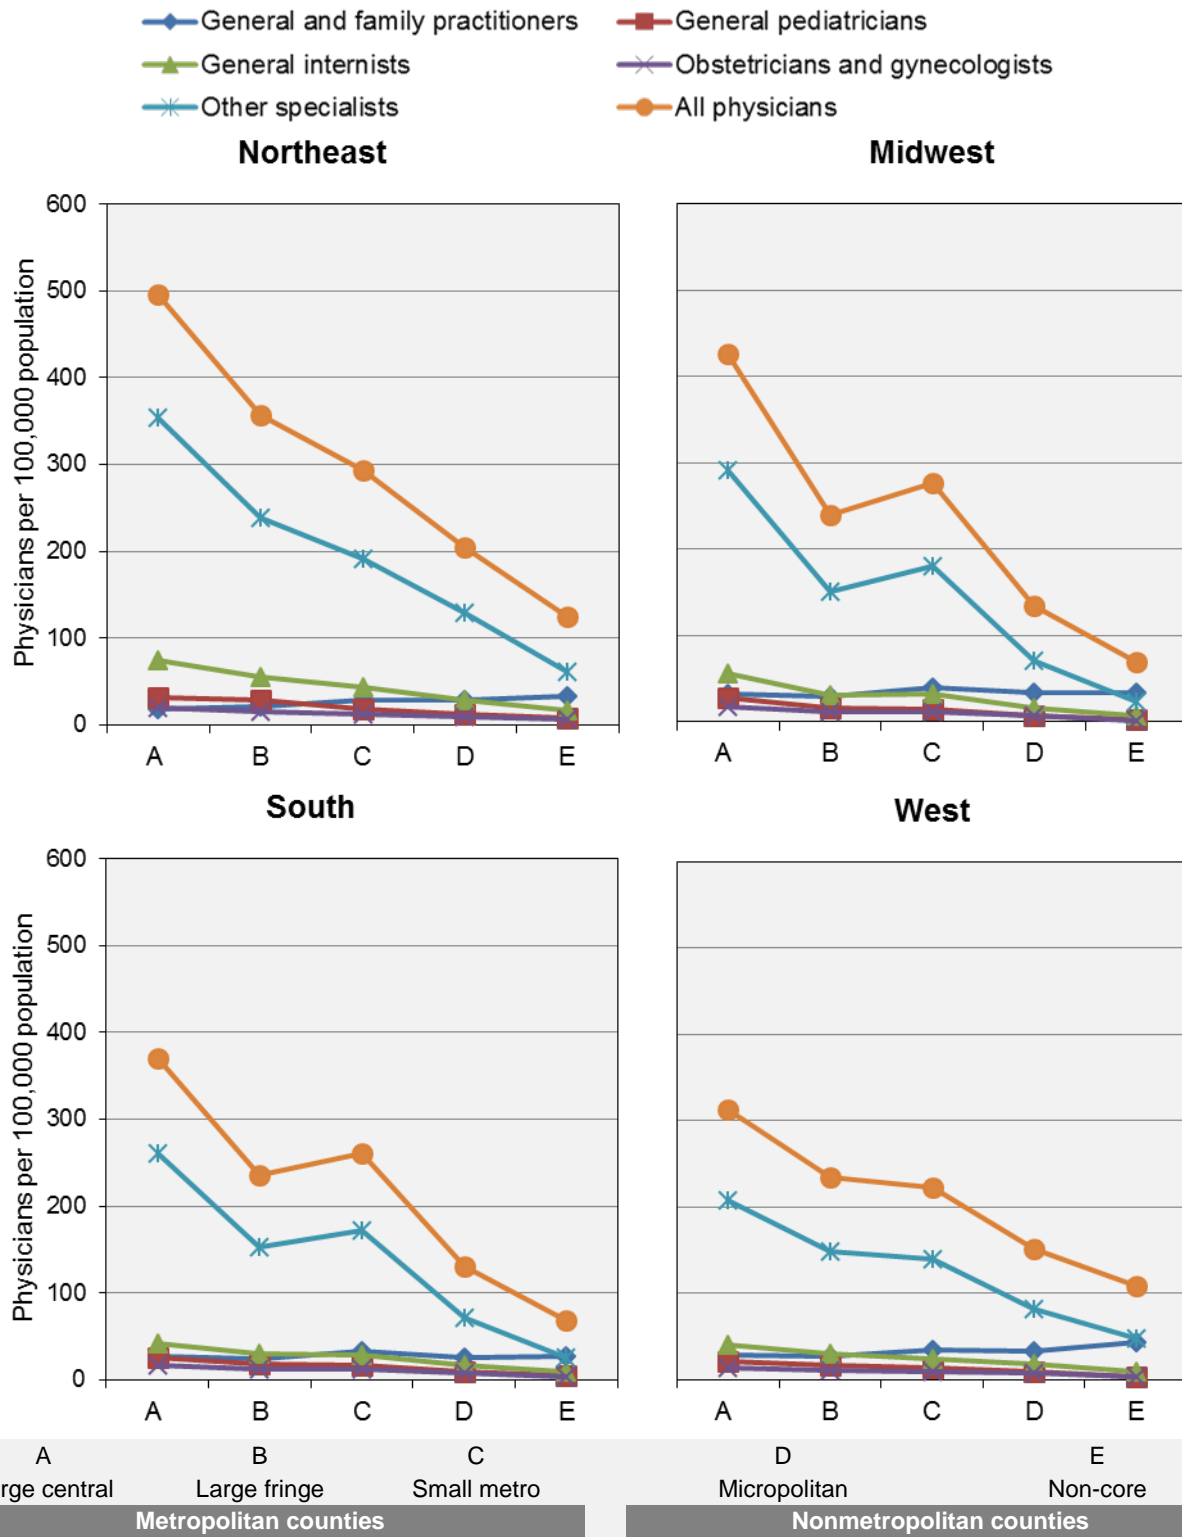 General and family practitioners General pediatricians
General internists Obstetricians and gynecologists
Other specialists All physicians
Northeast Midwest
600
500
400
300
200
100
0
Physicians per 100,000 population
A B C D E A B C D E
South West
600
500
400
300
200
100
0
Physicians per 100,000 population
A B C D E A B C D E
A B C D E
rge central Large fringe Small metro Micropolitan Non-core
Metropolitan counties Nonmetropolitan counties